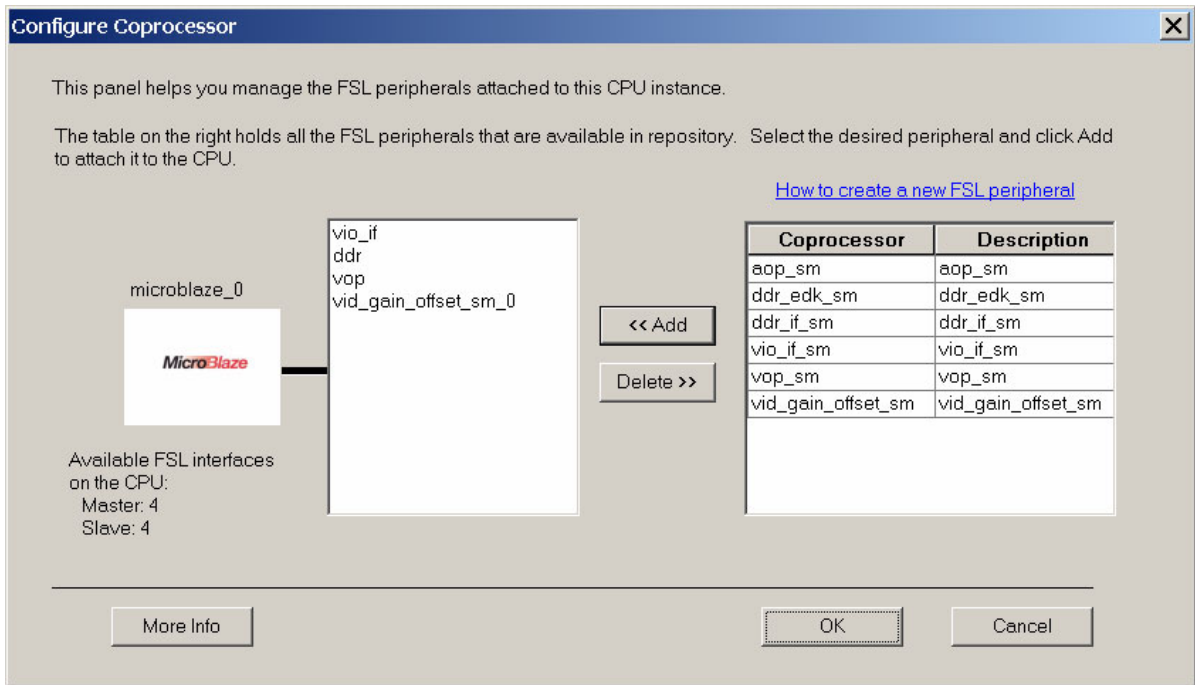 Configure Coprocessor
This panel helps you manage the FSL peripherals attached to this CPU instance.
The table on the right holds all the FSL peripherals that are available in repository. Select the desired peripheral and click Add
to attach it to the CPU.
How to create a new FSL peripheral
microblaze_0
MicroBlaze
Available FSL interfaces
on the CPU:
Master: 4
Slave: 4
vio_if
ddr
vop
vid_gain_offset_sm_0
<< Add
Delete >>
Coprocessor Description
aop_sm aop_sm
ddr_edk_sm ddr_edk_sm
ddr_if_sm ddr_if_sm
vio_if_sm vio_if_sm
vop_sm vop_sm
vid_gain_offset_sm vid_gain_offset_sm
More Info
OK
Cancel